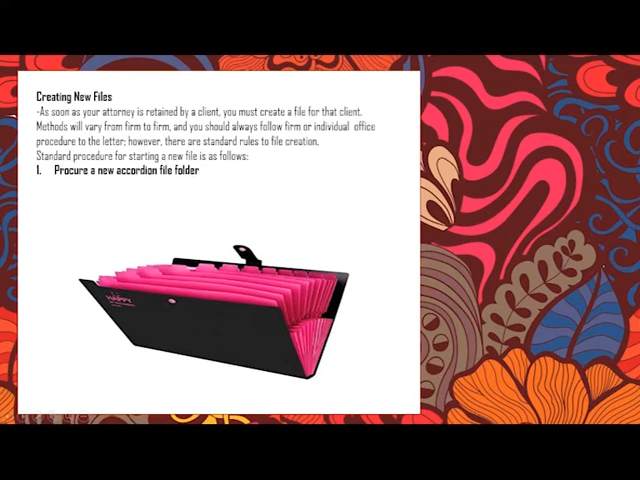 Creating New Files
-As soon as your attorney is retained by a client, you must create a file for that client.
Methods will vary from firm to firm, and you should always follow firm or individual office
procedure to the letter; however, there are standard rules to file creation.
Standard procedure for starting a new file is as follows:
1. Procure a new accordion file folder
HAPPY